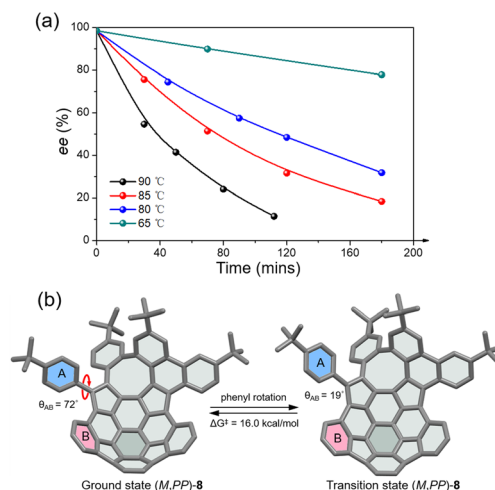 (a)
ee (%)
100
80
60
40
20
0
90 ℃
85 ℃
80 ℃
65 ℃
0 40 80 120 160 200
Time (mins)
(b)
A
θAB = 72°
B
phenyl rotation
ΔG‡ = 16.0 kcal/mol
A
θAB = 19°
B
Ground state (M,PP)-8
Transition state (M,PP)-8